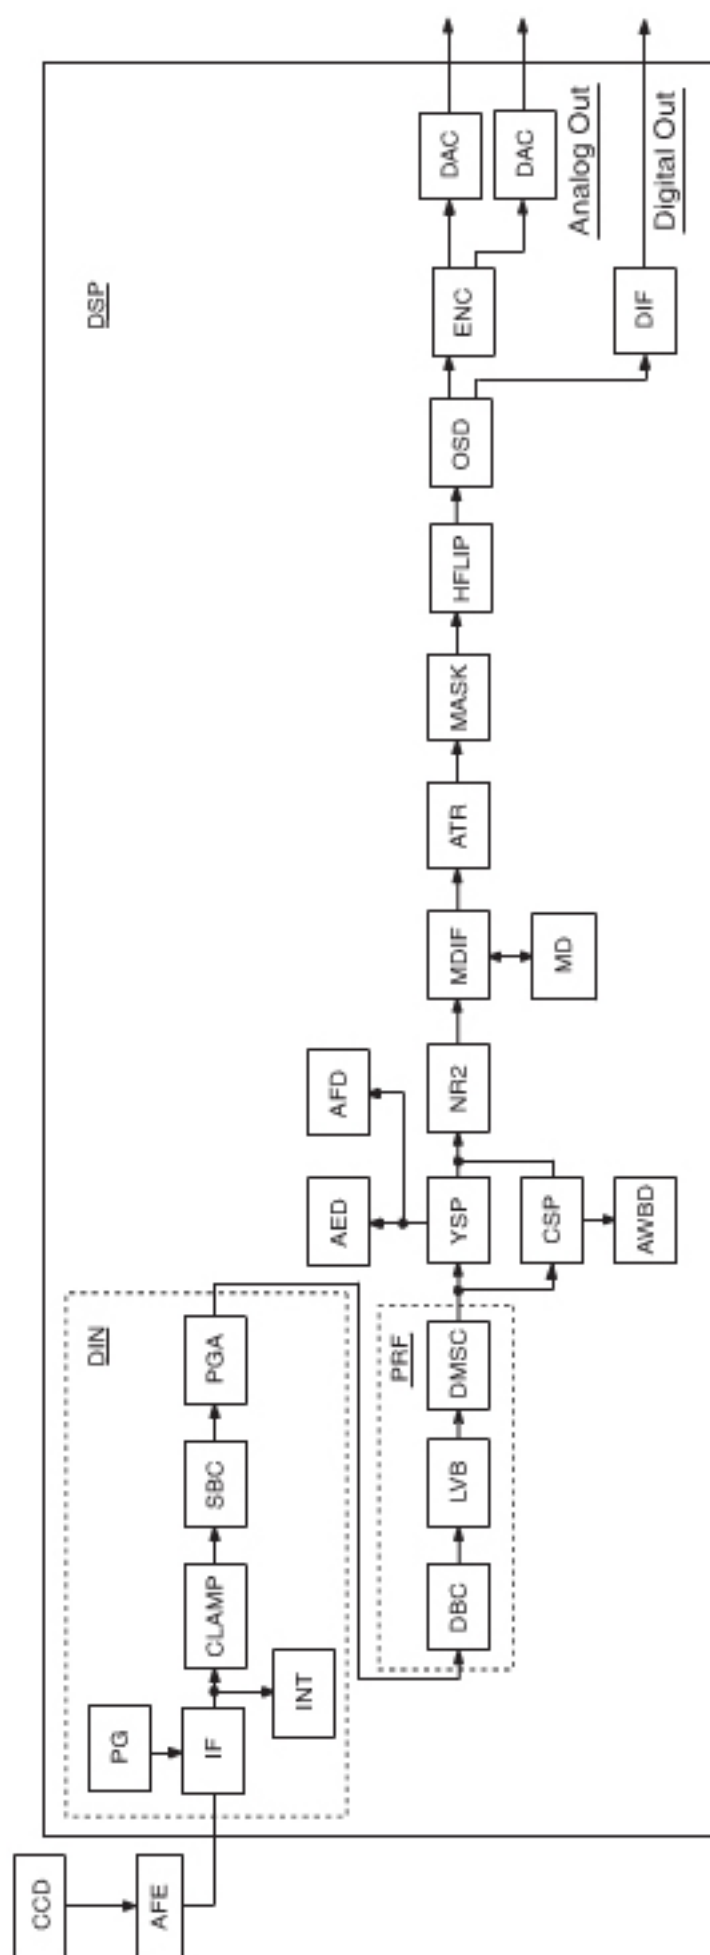 DSP
CCD
AFE
DIN
PG
IF
INT
CLAMP
SBC
PGA
PRF
DBC
LVB
DMSC
YSP
CSP
AED
AFD
AWBD
NR2
MDIF
MD
ATR
MASK
HFLIP
OSD
ENC
DIF
DAC
DAC
Analog Out
Digital Out